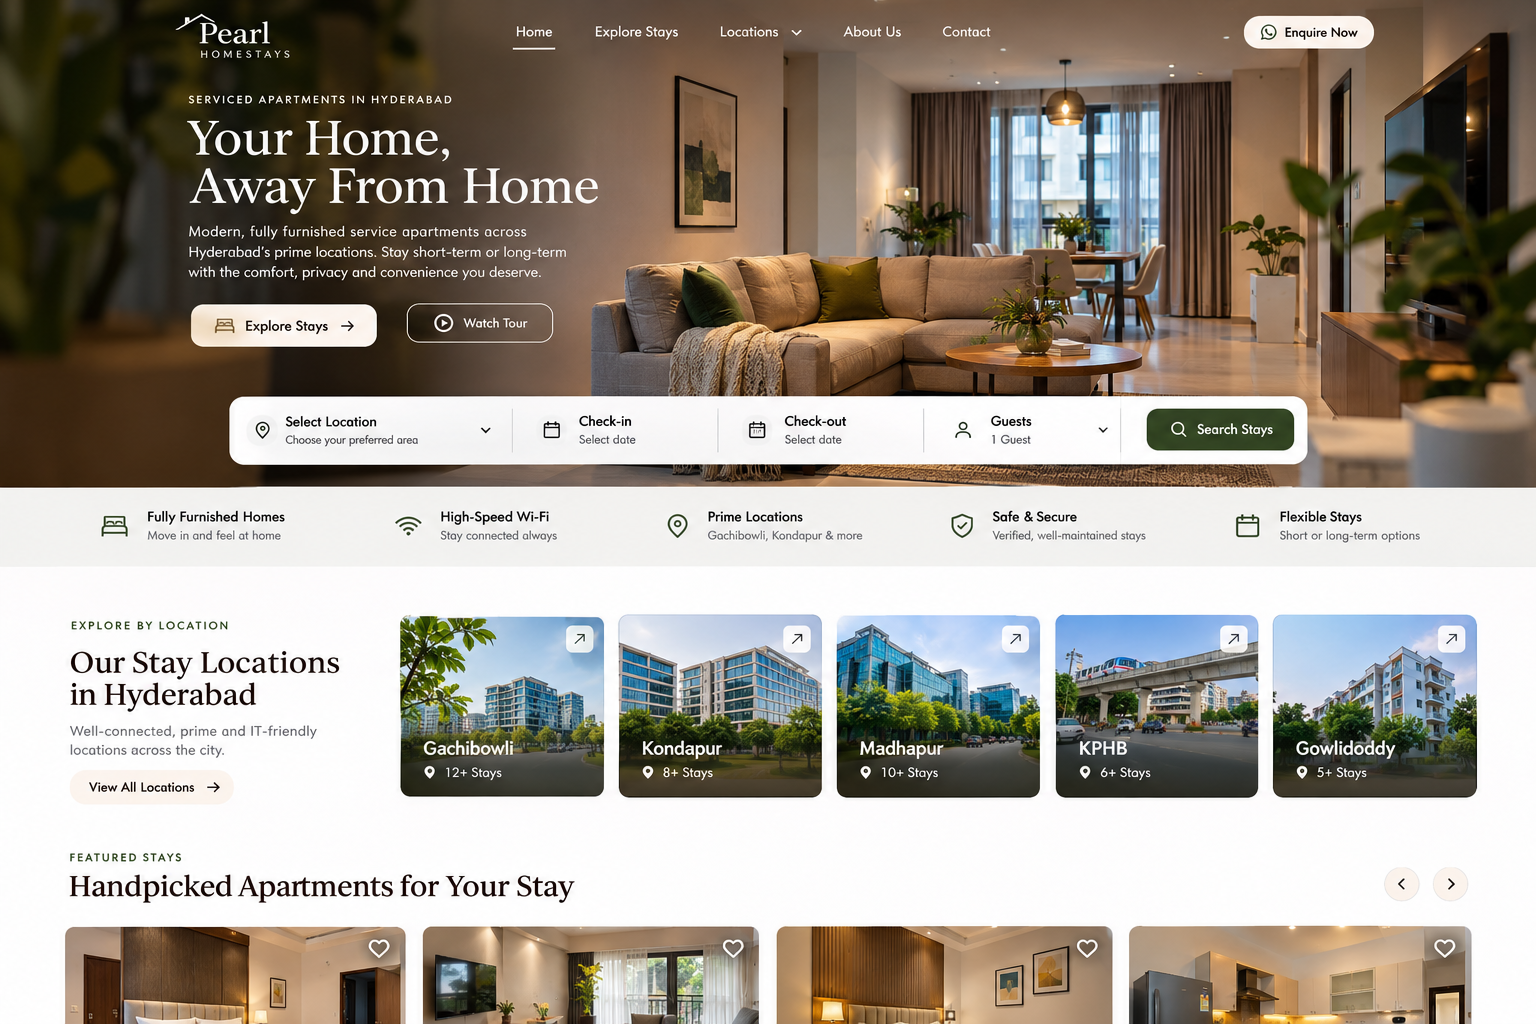 Pearl
HOMESTAYS
Home
Explore Stays
Locations
About Us
Contact
Enquire Now
SERVICED APARTMENTS IN HYDERABAD
Your Home,
Away From Home
Modern, fully furnished service apartments across
Hyderabad's prime locations. Stay short-term or long-term
with the comfort, privacy and convenience you deserve.
Explore Stays
Watch Tour
Select Location
Choose your preferred area
Check-in
Select date
Check-out
Select date
Guests
1 Guest
Search Stays
Fully Furnished Homes
Move in and feel at home
High-Speed Wi-Fi
Stay connected always
Prime Locations
Gachibowli, Kondapur & more
Safe & Secure
Verified, well-maintained stays
Flexible Stays
Short or long-term options
EXPLORE BY LOCATION
Our Stay Locations
in Hyderabad
Well-connected, prime and IT-friendly
locations across the city.
View All Locations
Gachibowli
12+ Stays
Kondapur
8+ Stays
Madhapur
10+ Stays
KPHB
6+ Stays
Gowlidoddy
5+ Stays
FEATURED STAYS
Handpicked Apartments for Your Stay